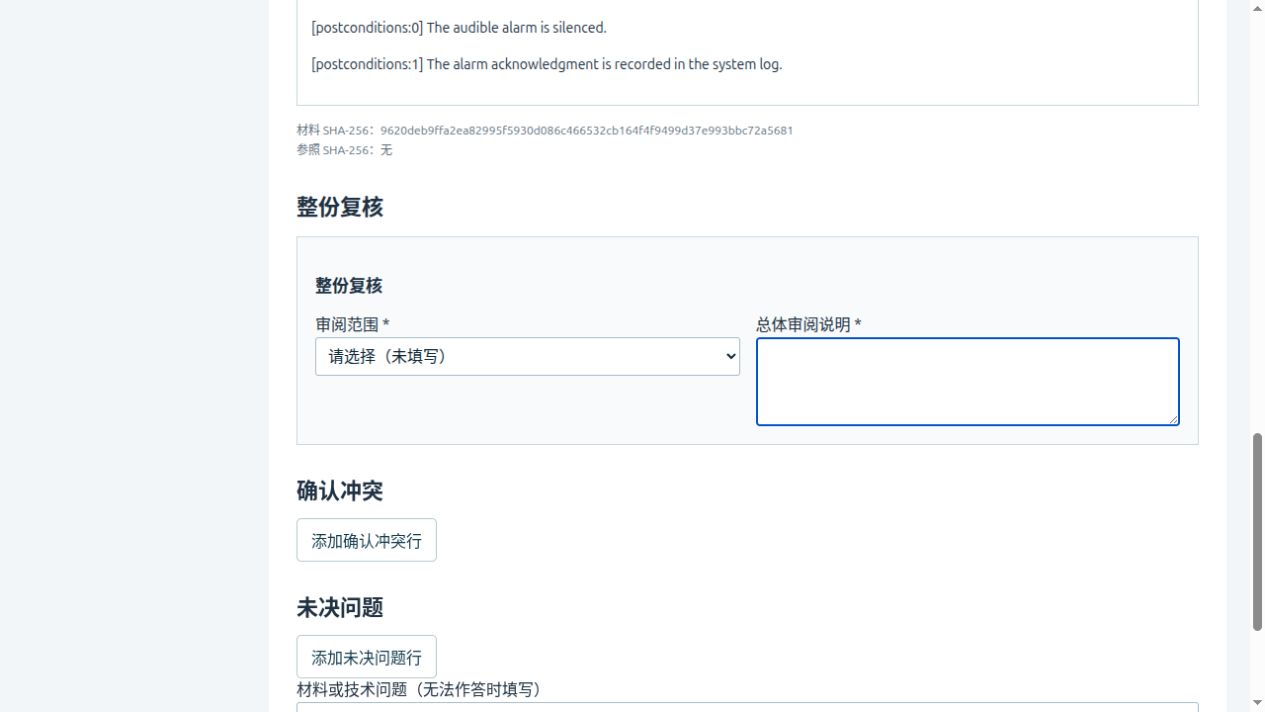 [postconditions:0] The audible alarm is silenced.
[postconditions:1] The alarm acknowledgment is recorded in the system log.
材料 SHA-256：9620deb9ffa2ea82995f5930d086c466532cb164f4f9499d37e993bbc72a5681
参照 SHA-256：无
整份复核
整份复核
审阅范围 *
总体审阅说明 *
请选择（未填写）
确认冲突
添加确认冲突行
未决问题
添加未决问题行
材料或技术问题（无法作答时填写）